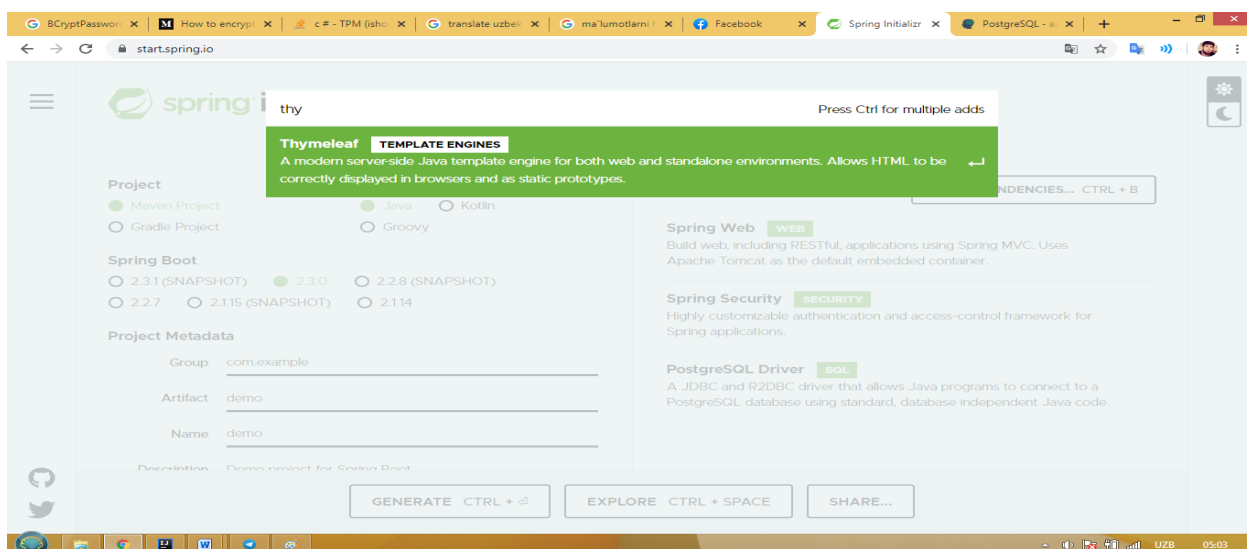 BCryptPassword
How to encrypt
c # - TPM (isho
translate uzbek
ma`lumotlarni
Facebook
Spring Initializr
PostgreSQL - a
start.spring.io
spring
thy
Press Ctrl for multiple adds
Thymeleaf TEMPLATE ENGINES
A modern server-side Java template engine for both web and standalone environments. Allows HTML to be
correctly displayed in browsers and as static prototypes.
NDENCIES... CTRL + B
Project
Maven Project
Java
Kotlin
Gradle Project
Groovy
Spring Boot
2.3.1 (SNAPSHOT)
2.3.0
2.2.8 (SNAPSHOT)
2.2.7
2.1.15 (SNAPSHOT)
2.1.14
Project Metadata
Group com.example
Artifact demo
Name demo
Description Demo project for Spring Boot
Spring Web WEB
Build web, including RESTful, applications using Spring MVC. Uses
Apache Tomcat as the default embedded container.
Spring Security SECURITY
Highly customizable authentication and access-control framework for
Spring applications.
PostgreSQL Driver SQL
A JDBC and R2DBC driver that allows Java programs to connect to a
PostgreSQL database using standard, database independent Java code.
GENERATE CTRL + ⏎
EXPLORE CTRL + SPACE
SHARE...
UZB
05:03